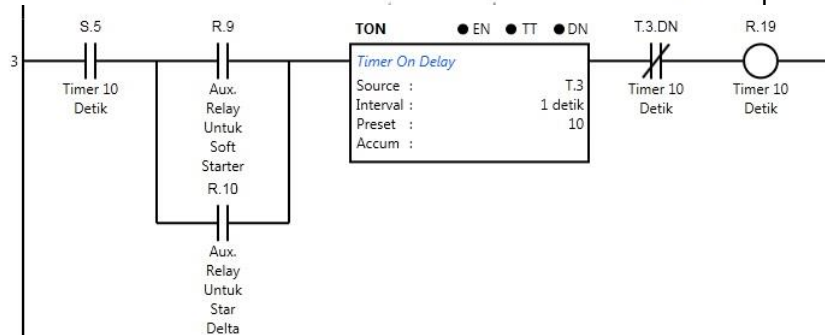 S.5
R.9
TON
EN
TT
DN
T.3.DN
R.19
3
Timer 10
Detik
Aux.
Relay
Untuk
Soft
Starter
Timer On Delay
Source : T.3
Interval : 1 detik
Preset : 10
Accum :
Timer 10
Detik
Timer 10
Detik
R.10
Aux.
Relay
Untuk
Star
Delta